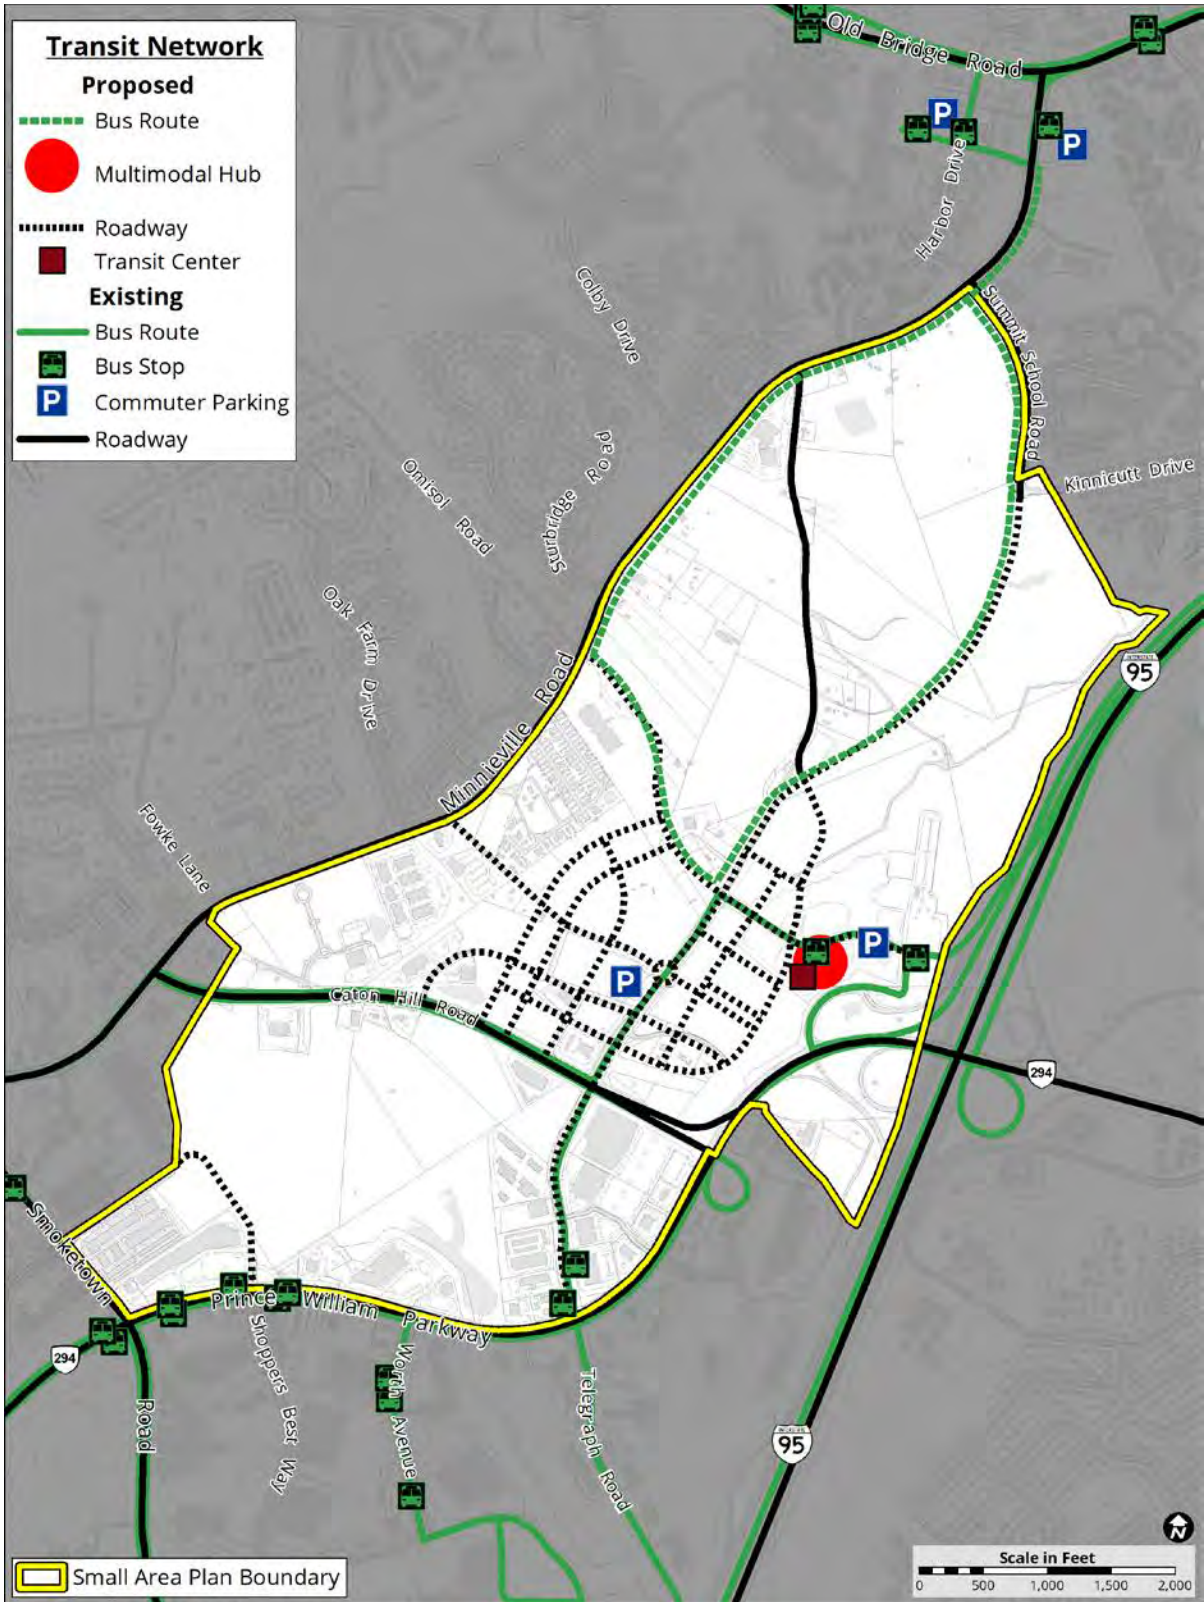 Transit Network
Proposed
Bus Route
Multimodal Hub
Roadway
Transit Center
Existing
Bus Route
Bus Stop
P
Commuter Parking
Roadway
Old Bridge Road
P
P
Harbor Drive
Colby Drive
Summit School Road
Sturbridge Road
Kinnicutt Drive
Omisol Road
Oak Farm Drive
95
Minnieville Road
Fowke Lane
P
P
Caton Hill Road
294
Smoketown
Road
Prince William Parkway
294
Shoppers Best Way
Worth Avenue
Telegraph Road
95
N
Small Area Plan Boundary
Scale in Feet
0 500 1,000 1,500 2,000